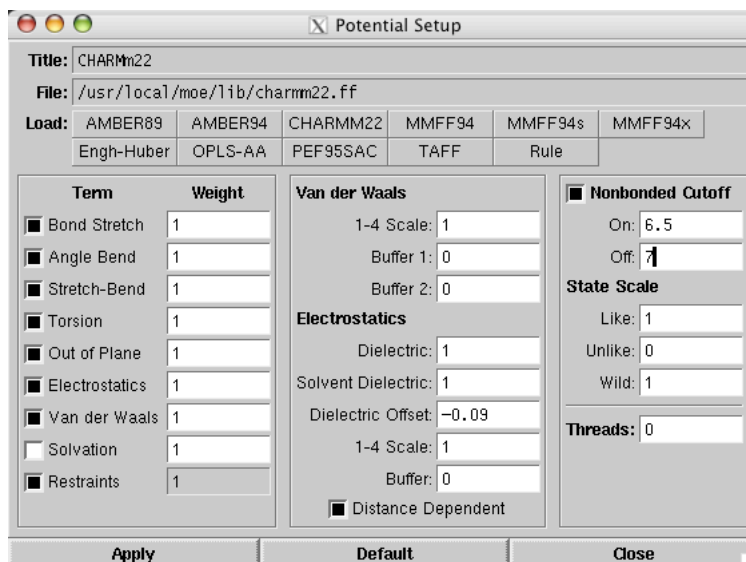 X Potential Setup
Title: CHARMm22
File: /usr/local/moe/lib/charmm22.ff
Load: AMBER89 AMBER94 CHARMM22 MMFF94 MMFF94s MMFF94x
Engh-Huber OPLS-AA PEF95SAC TAFF Rule
Term Weight
Bond Stretch 1
Angle Bend 1
Stretch-Bend 1
Torsion 1
Out of Plane 1
Electrostatics 1
Van der Waals 1
Solvation 1
Restraints 1
Van der Waals
1-4 Scale: 1
Buffer 1: 0
Buffer 2: 0
Electrostatics
Dielectric: 1
Solvent Dielectric: 1
Dielectric Offset: -0.09
1-4 Scale: 1
Buffer: 0
Distance Dependent
Nonbonded Cutoff
On: 6.5
Off: 7
State Scale
Like: 1
Unlike: 0
Wild: 1
Threads: 0
Apply Default Close